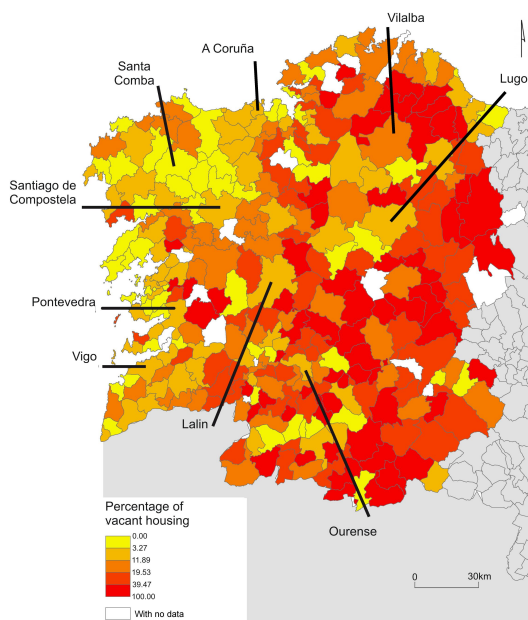 Vilalba
A Coruña
Santa
Comba
Lugo
Santiago de
Compostela
Pontevedra
Vigo
Lalin
Ourense
Percentage of
vacant housing
0.00
3.27
11.89
19.53
39.47
100.00
With no data
0 30km